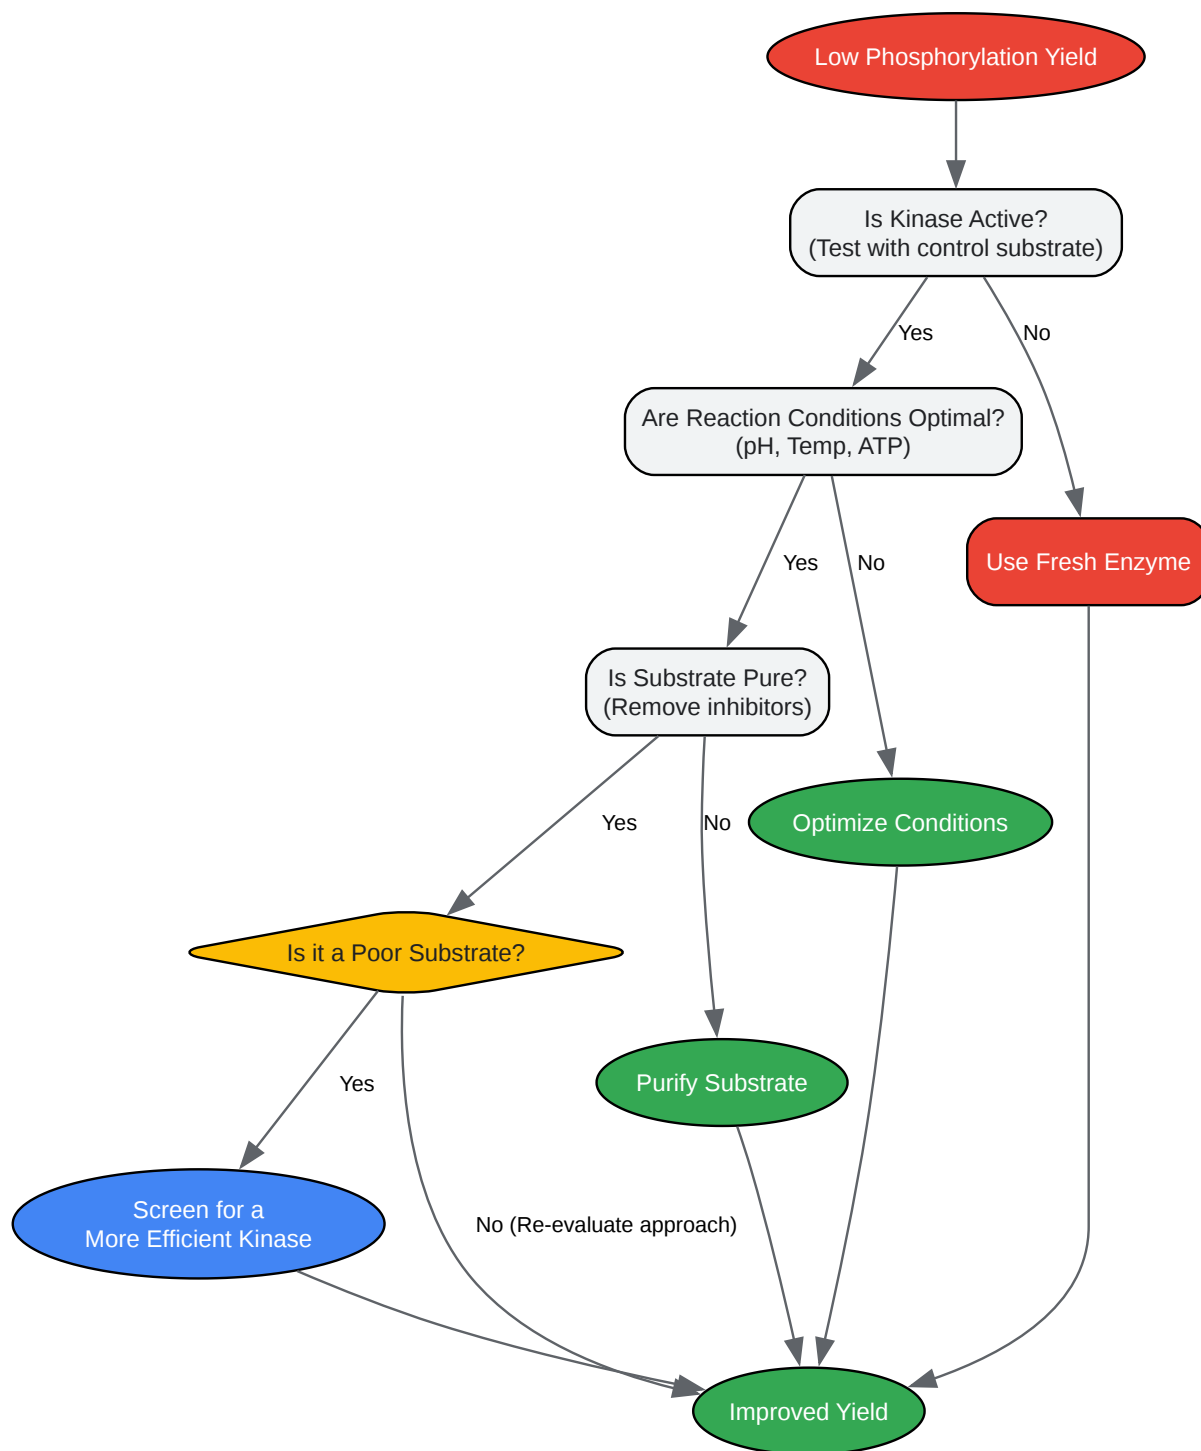 Low Phosphorylation Yield
Is Kinase Active?
(Test with control substrate)
Yes
No
Are Reaction Conditions Optimal?
(pH, Temp, ATP)
Yes
No
Use Fresh Enzyme
Is Substrate Pure?
(Remove inhibitors)
Yes
No
Optimize Conditions
Is it a Poor Substrate?
Yes
Purify Substrate
Screen for a
More Efficient Kinase
No (Re-evaluate approach)
Improved Yield